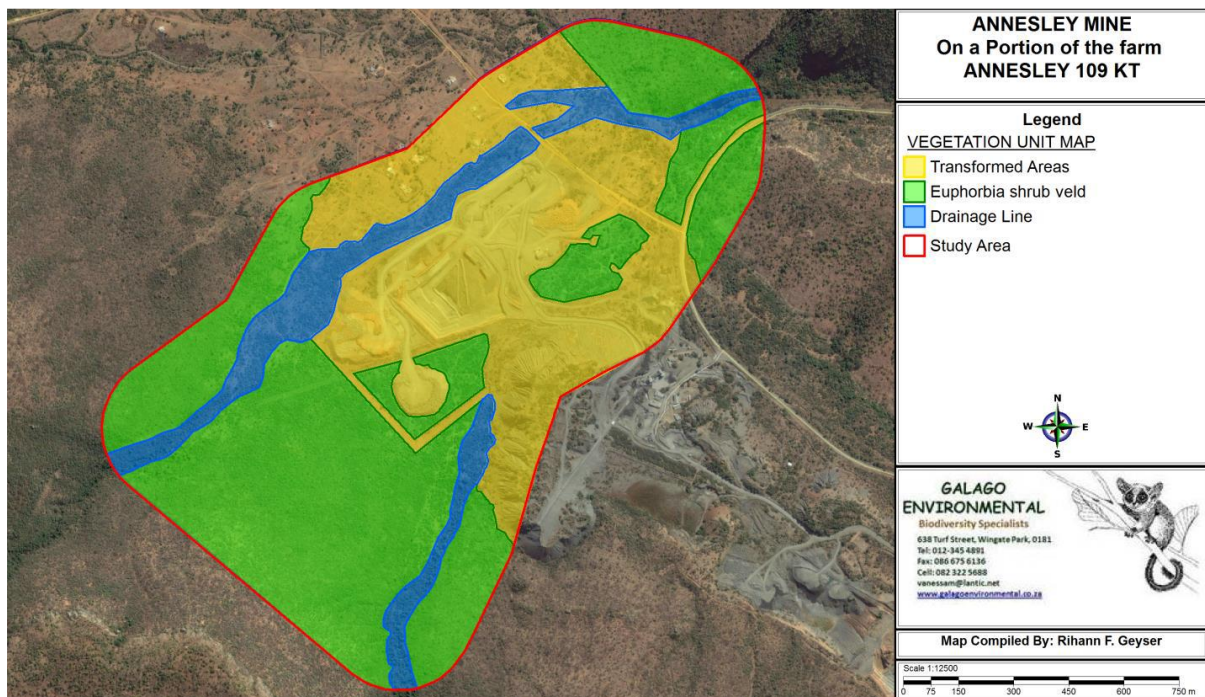 ANNESLEY MINE
On a Portion of the farm
ANNESLEY 109 KT
Legend
VEGETATION UNIT MAP
Transformed Areas
Euphorbia shrub veld
Drainage Line
Study Area
N
W E
S
GALAGO
ENVIRONMENTAL
Biodiversity Specialists
638 Turf Street, Wingate Park, 0181
Tel: 012-345 4891
Fax: 086 675 6136
Cell: 082 322 5688
vanessam@lantic.net
www.galagoenvironmental.co.za
Map Compiled By: Rihann F. Geyser
Scale 1:12500
0 75 150 300 450 600 750 m